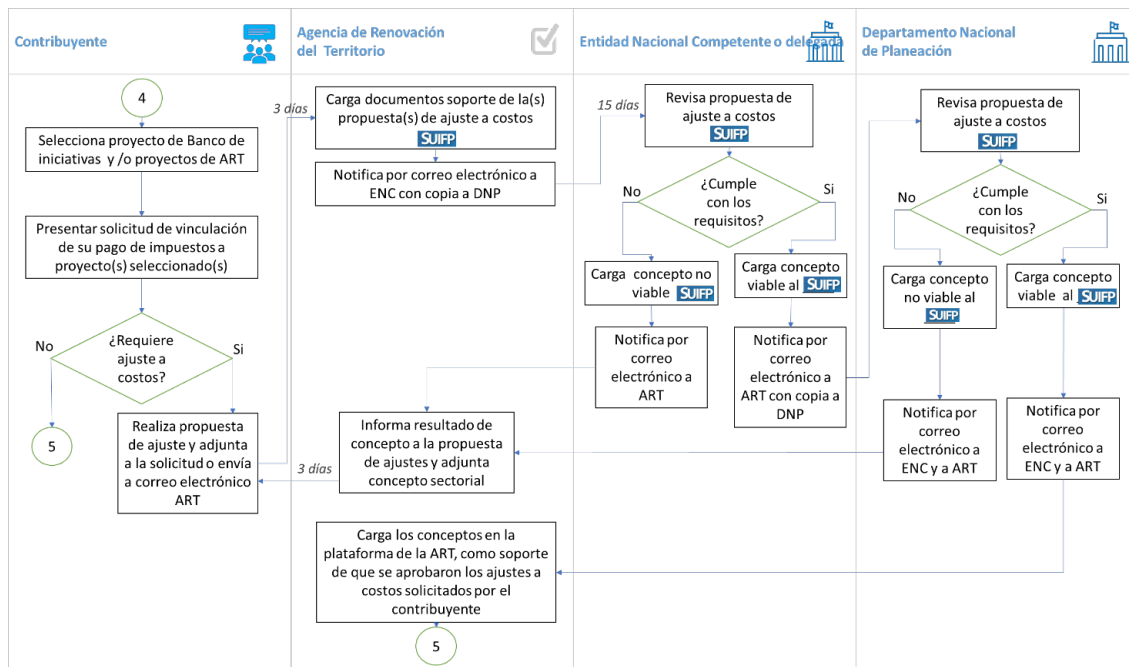 Contribuyente
Agencia de Renovación
del Territorio
Entidad Nacional Competente o delegada
Departamento Nacional
de Planeación
4
Selecciona proyecto de Banco de
iniciativas y /o proyectos de ART
Presentar solicitud de vinculación
de su pago de impuestos a
proyecto(s) seleccionado(s)
¿Requiere
ajuste a
costos?
No
Si
5
Realiza propuesta
de ajuste y adjunta
a la solicitud o envía
a correo electrónico
ART
3 días
Carga documentos soporte de la(s)
propuesta(s) de ajuste a costos
SUIFP
Notifica por correo electrónico a
ENC con copia a DNP
15 días
Revisa propuesta de
ajuste a costos
SUIFP
¿Cumple
con los
requisitos?
No
Si
Carga concepto no
viable SUIFP
Carga concepto
viable al SUIFP
Notifica por
correo
electrónico a
ART
Notifica por
correo
electrónico a
ART con copia a
DNP
Revisa propuesta de
ajuste a costos
SUIFP
¿Cumple
con los
requisitos?
No
Si
Carga concepto
no viable al
SUIFP
Carga concepto
viable al SUIFP
Notifica por
correo
electrónico a
ENC y a ART
Notifica por
correo
electrónico a
ENC y a ART
Informa resultado de
concepto a la propuesta
de ajustes y adjunta
concepto sectorial
3 días
Carga los conceptos en la
plataforma de la ART, como soporte
de que se aprobaron los ajustes a
costos solicitados por el
contribuyente
5